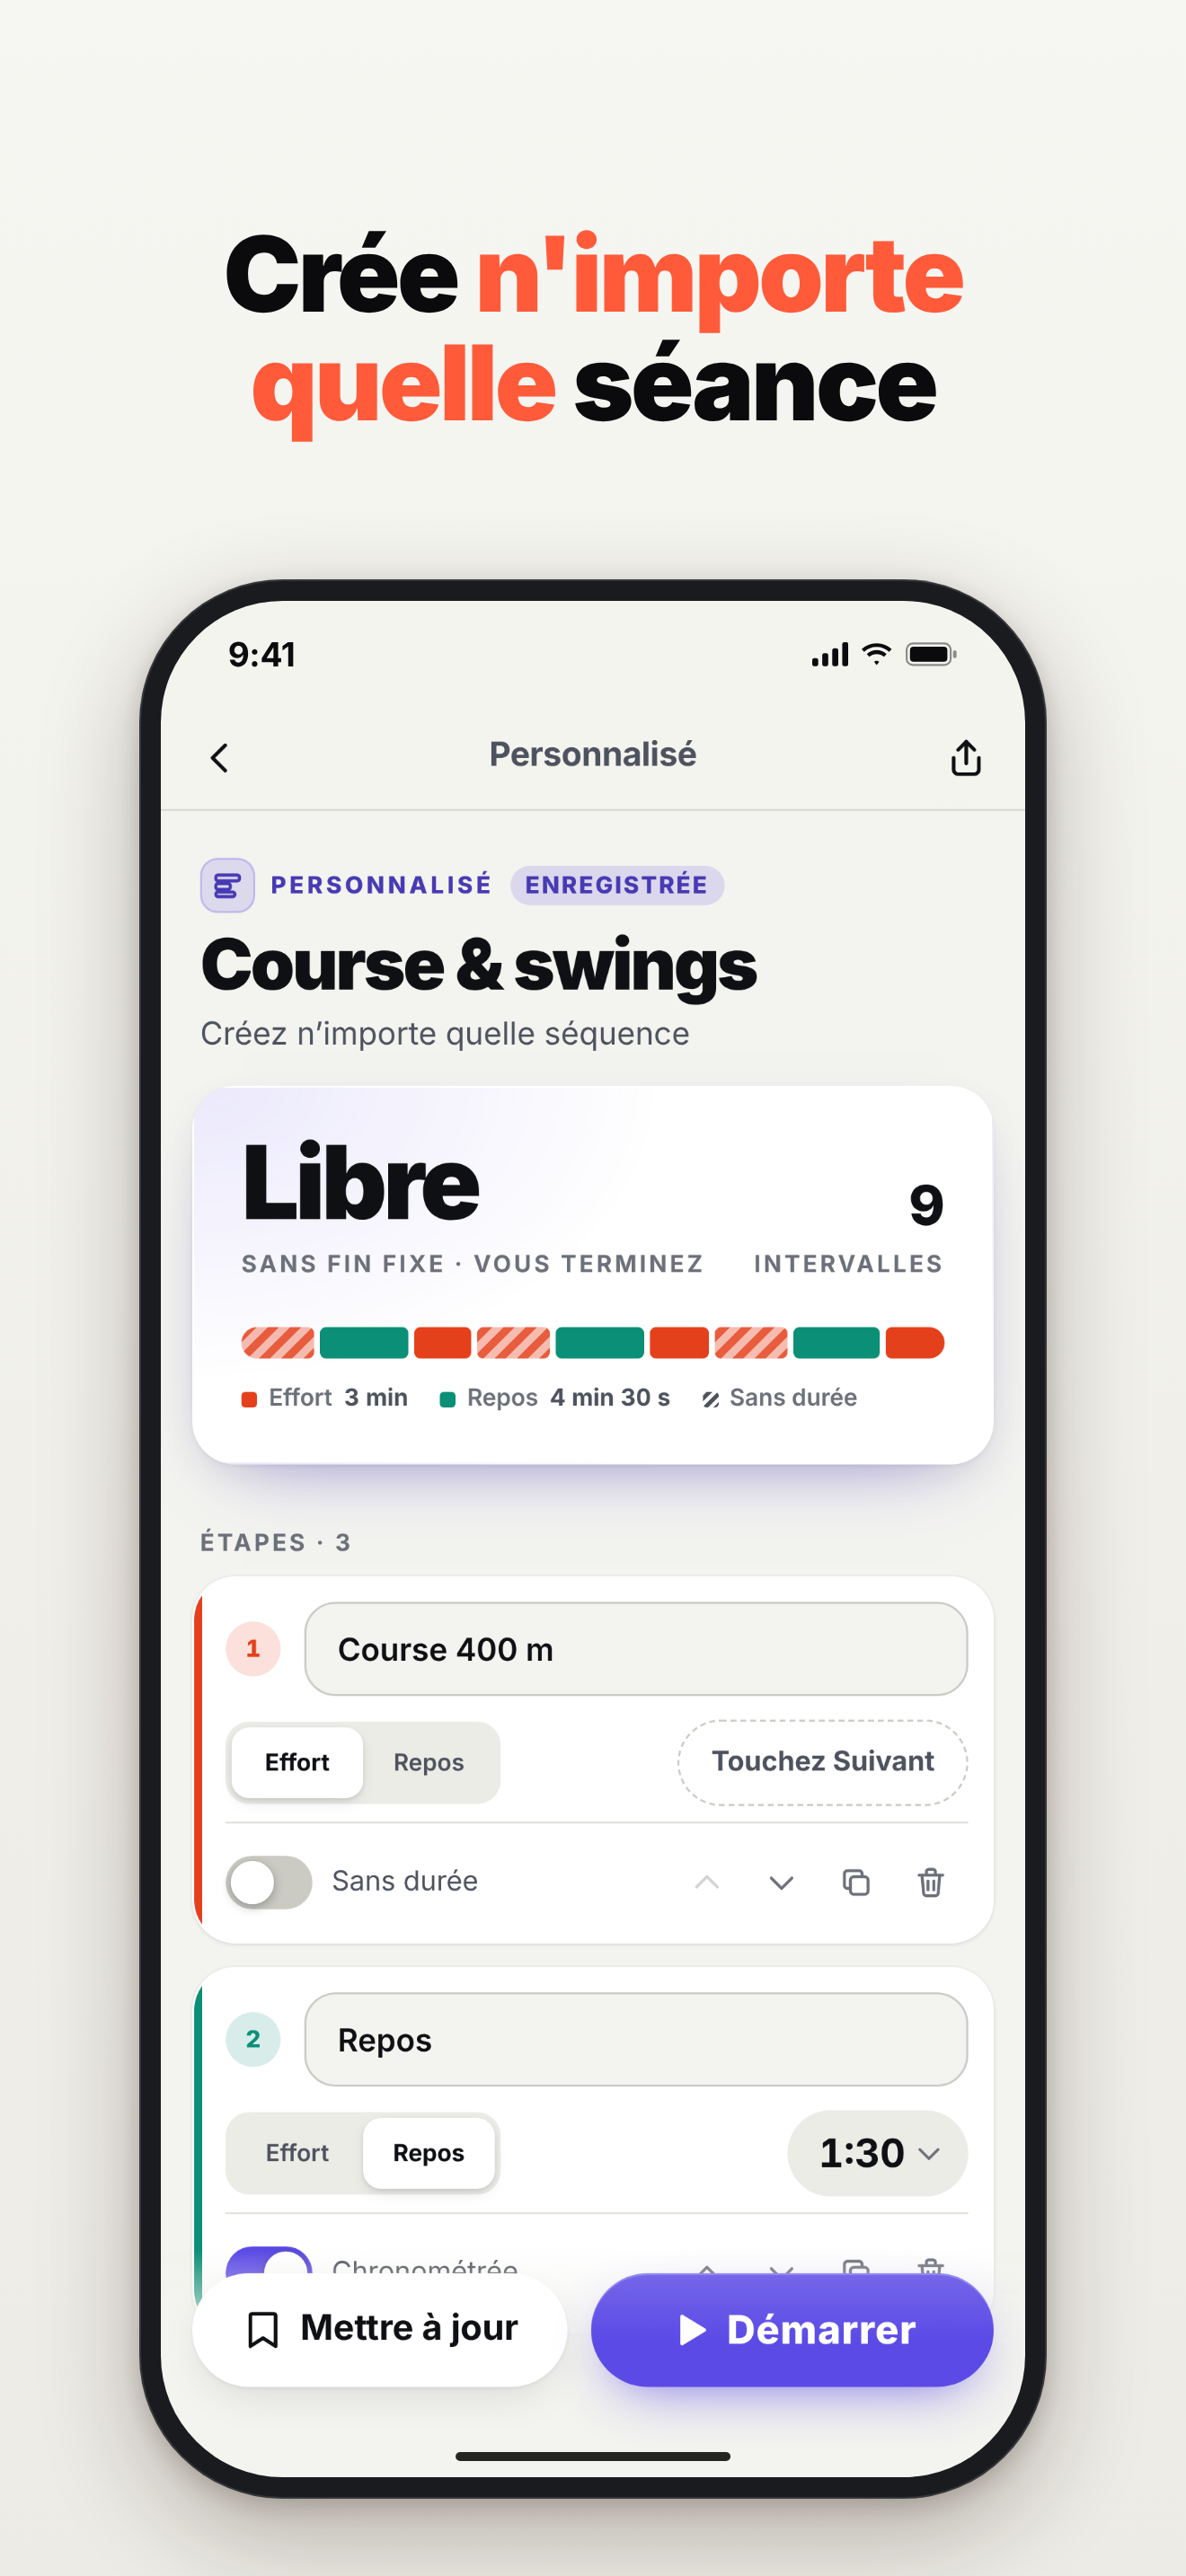 Crée n'importe
quelle séance
9:41
Personnalisé
PERSONNALISÉ ENREGISTRÉE
Course & swings
Créez n’importe quelle séquence
Libre 9
SANS FIN FIXE · VOUS TERMINEZ INTERVALLES
Effort 3 min Repos 4 min 30 s Sans durée
ÉTAPES · 3
1 Course 400 m
Effort Repos Touchez Suivant
Sans durée
2 Repos
Effort Repos 1:30
Chronométrée
Mettre à jour Démarrer